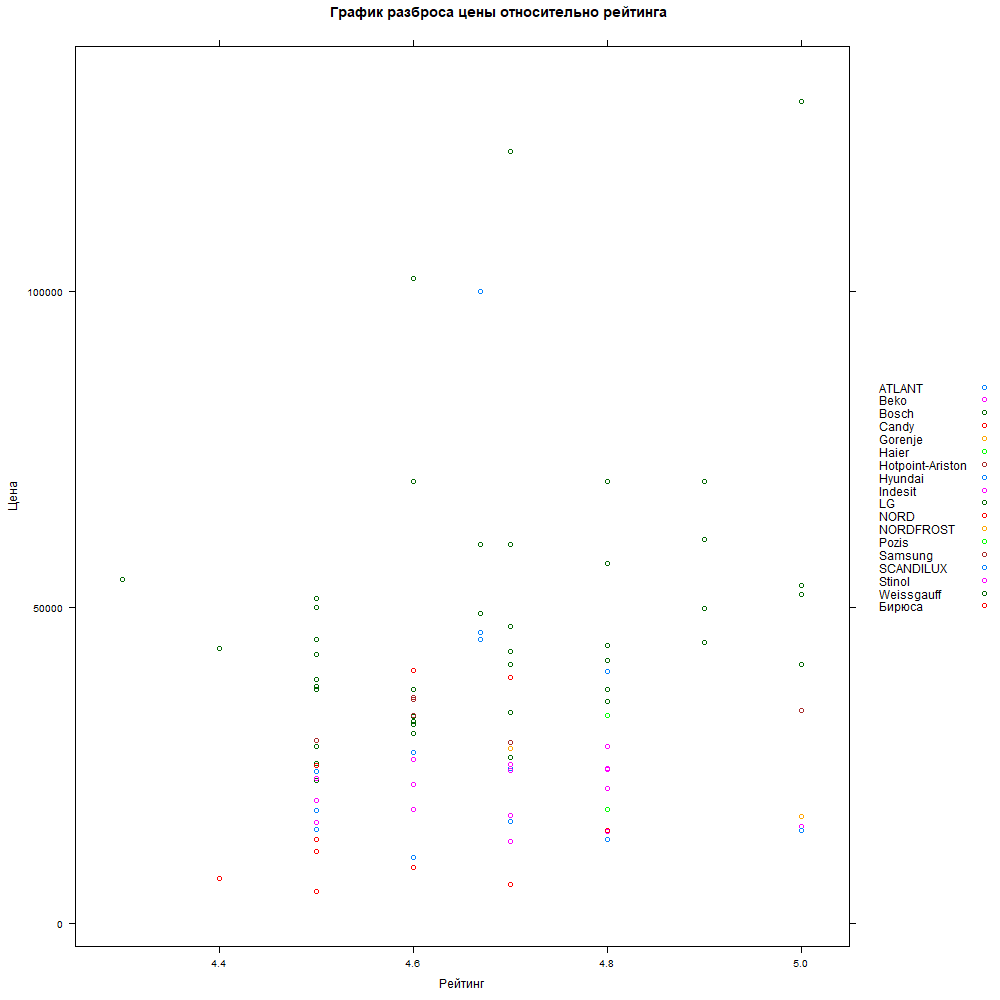 График разброса цены относительно рейтинга
100000
50000
0
Цена
4.4
4.6
4.8
5.0
Рейтинг
ATLANT
Beko
Bosch
Candy
Gorenje
Haier
Hotpoint-Ariston
Hyundai
Indesit
LG
NORD
NORDFROST
Pozis
Samsung
SCANDILUX
Stinol
Weissgauff
Бирюса